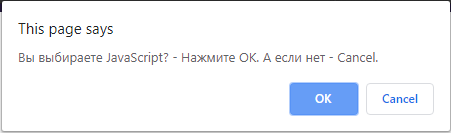 This page says
Вы выбираете JavaScript? - Нажмите OK. А если нет - Cancel.
OK
Cancel